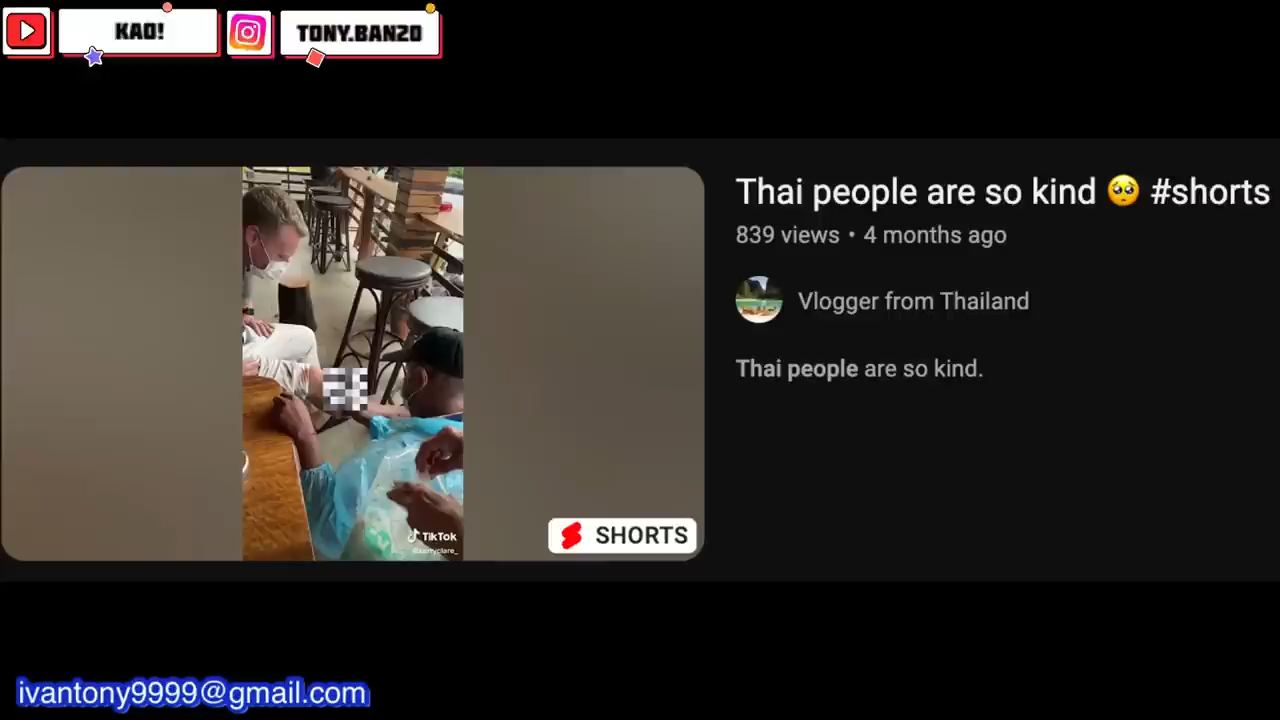 KAO!
TONY.BAN20
Thai people are so kind 🥺 #shorts
839 views • 4 months ago
Vlogger from Thailand
Thai people are so kind.
TikTok
SHORTS
ivantony9999@gmail.com